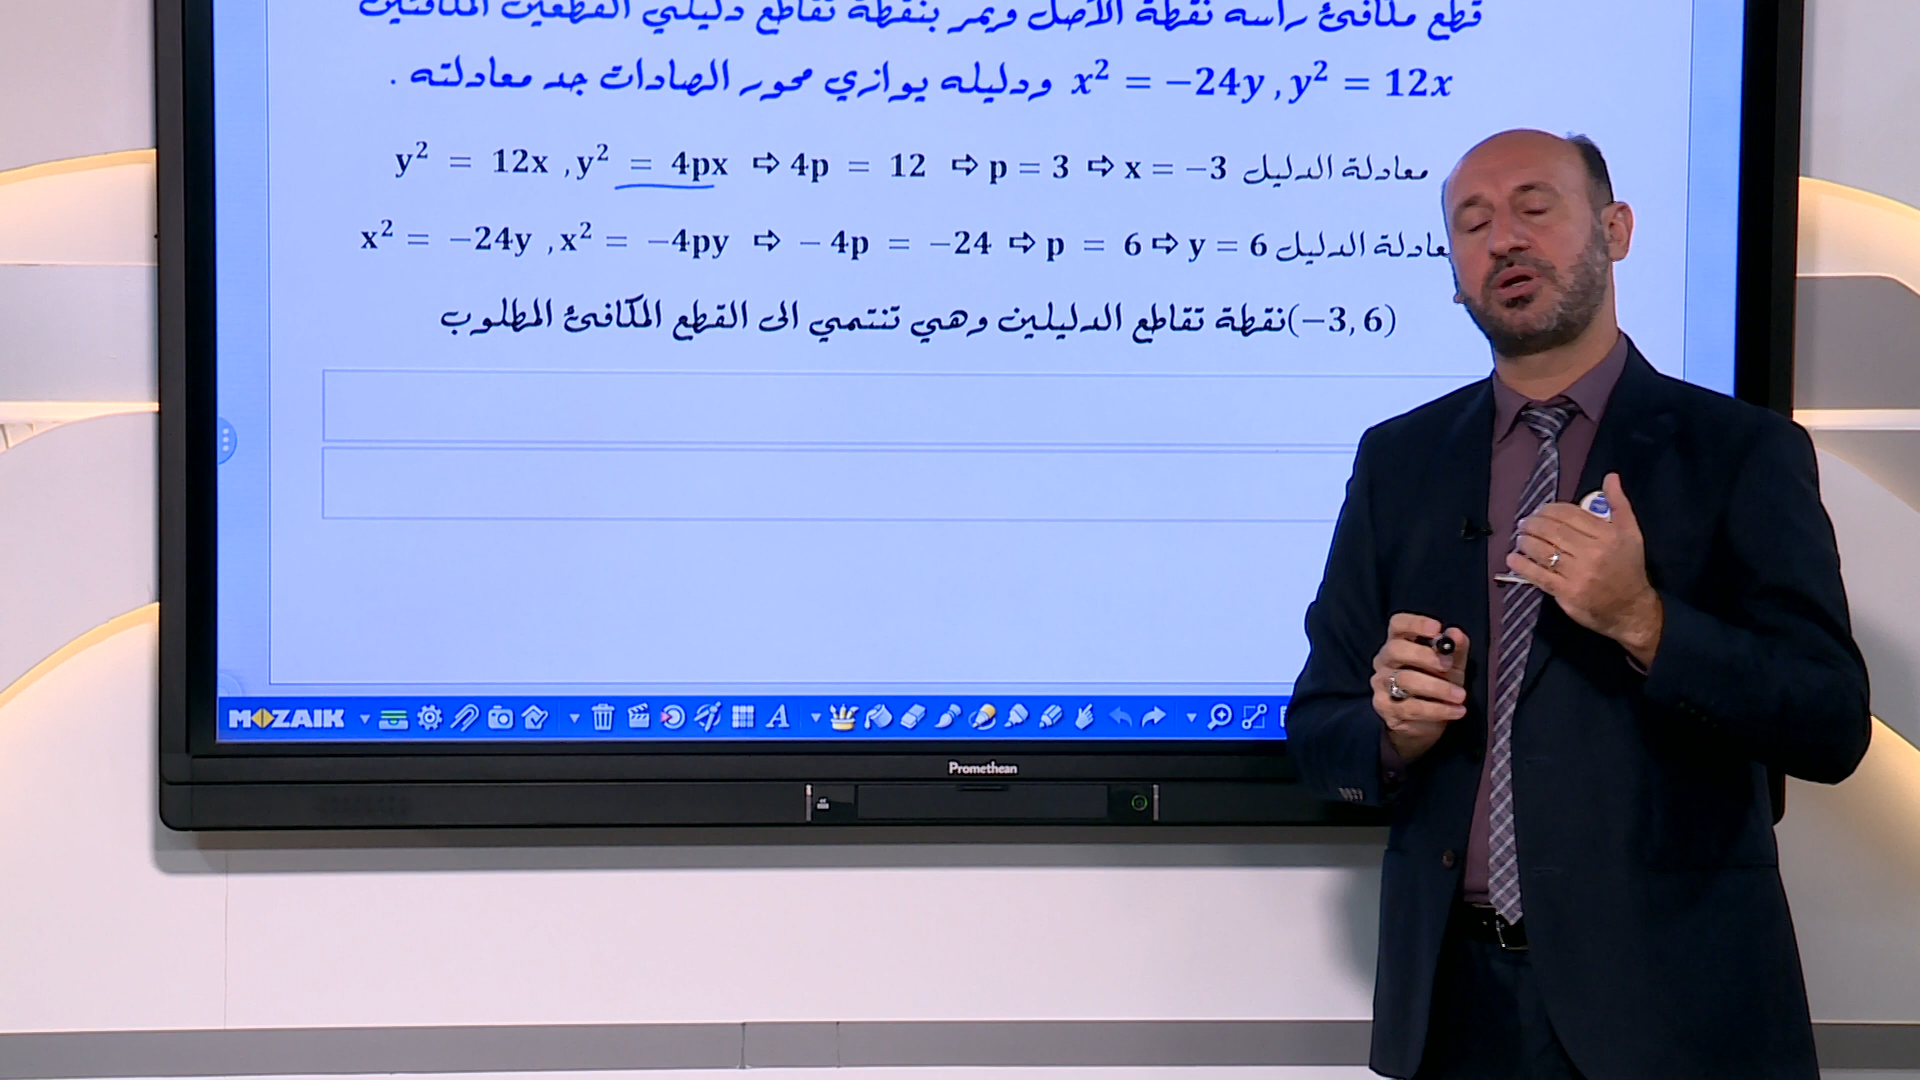 قطع مكافئ رأسه نقطة الأصل ويمر بنقطة تقاطع دليلي القطعين المكافئين
x² = −24y , y² = 12x ودليله يوازي محور الصادات جد معادلته .
y² = 12x , y² = 4px ⇨ 4p = 12 ⇨ p = 3 ⇨ x = −3 معادلة الدليل
x² = −24y , x² = −4py ⇨ − 4p = −24 ⇨ p = 6 ⇨ y = 6 معادلة الدليل
(−3, 6) نقطة تقاطع الدليلين وهي تنتمي الى القطع المكافئ المطلوب
MOZAIK
Promethean